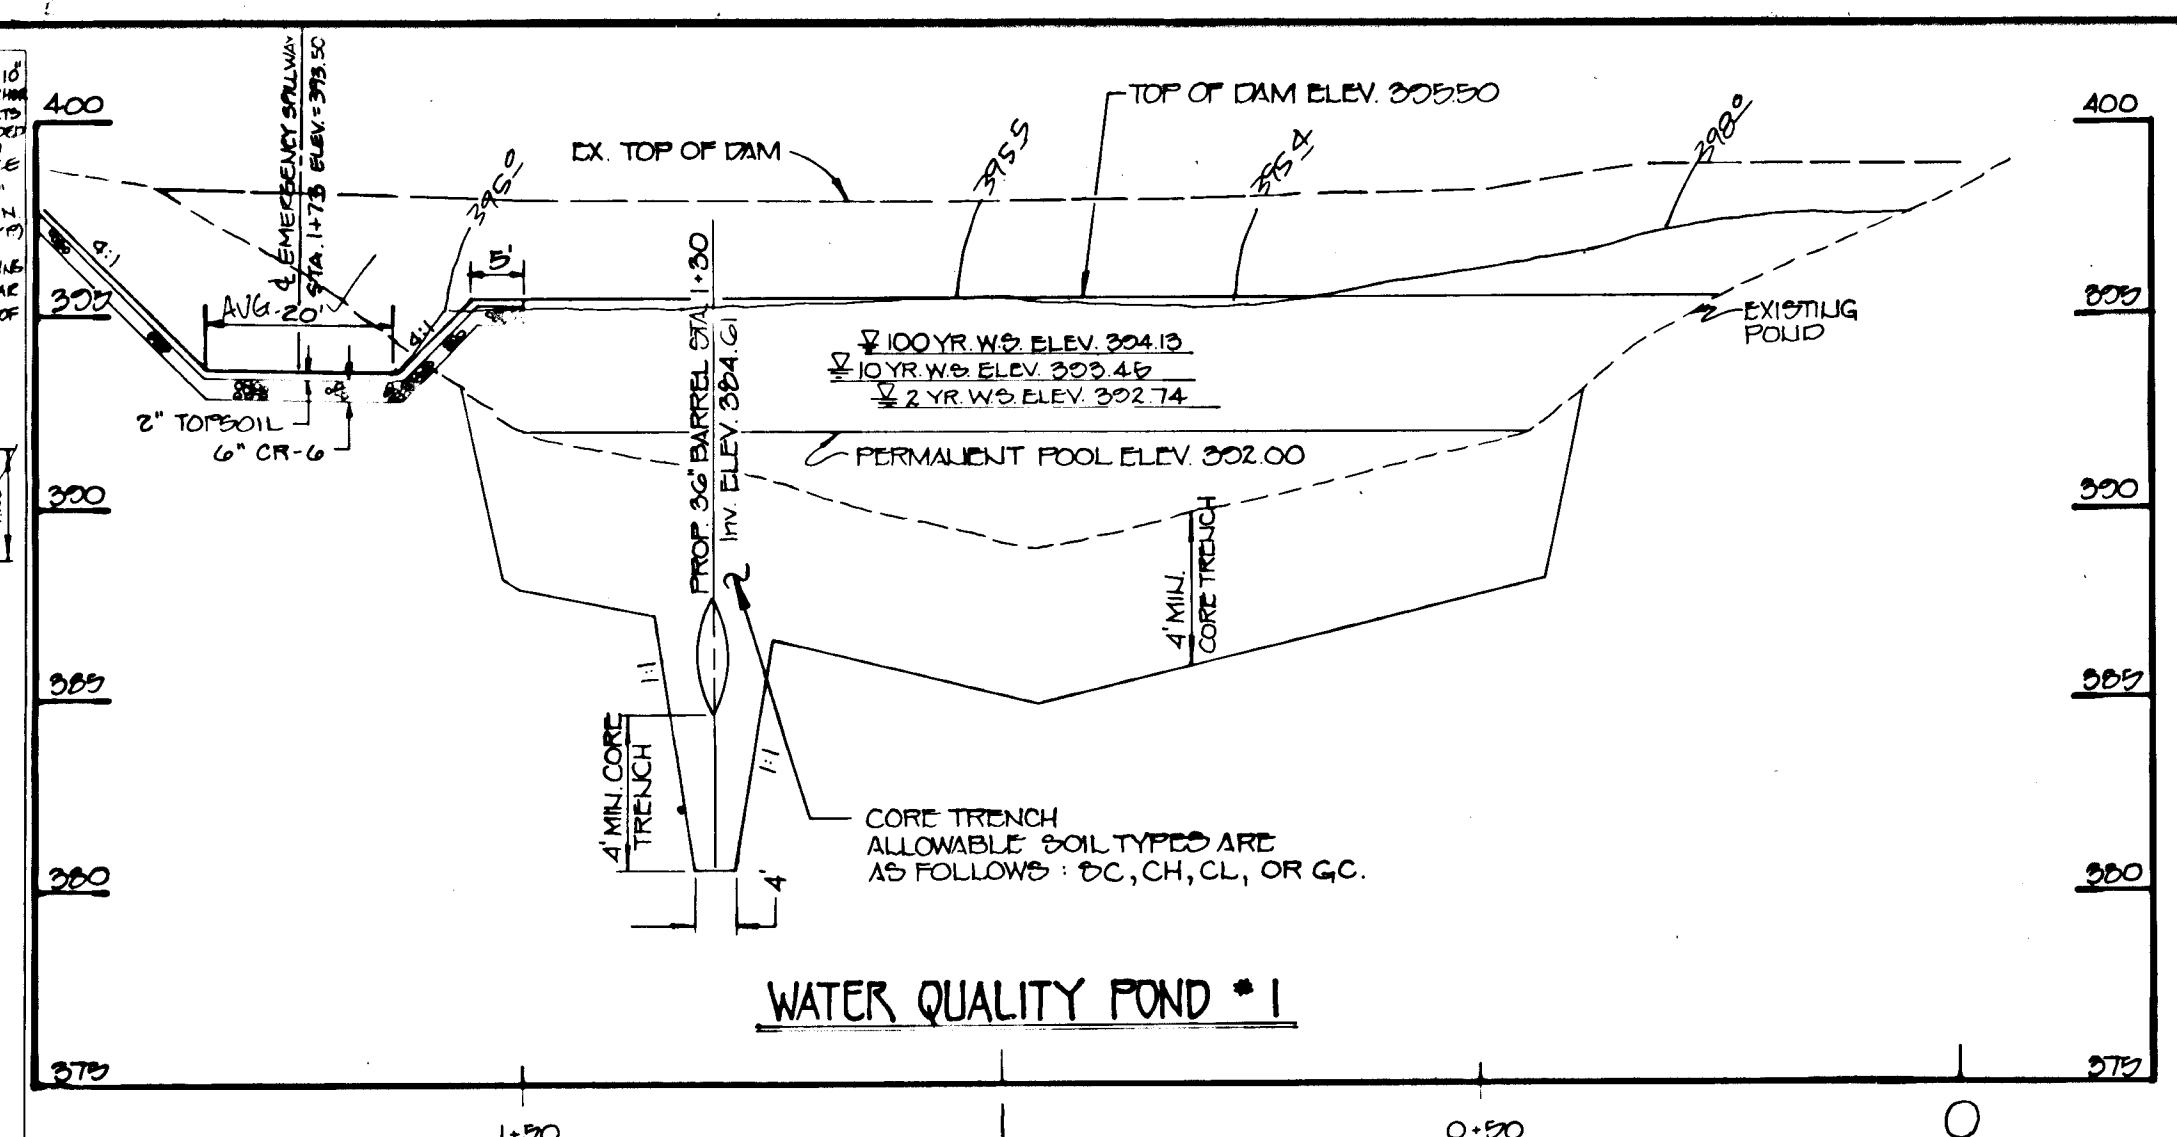 400
395
390
385
380
375
℄ EMERGENCY SPILLWAY
STA. 1+73 ELEV.=393.50
395.0
EX. TOP OF DAM
TOP OF DAM ELEV. 395.50
395.5
395.4
398.0
400
395
390
385
380
375
4:1
AVG. 20'
4:1
5'
2" TOPSOIL
6" CR-6
PROP. 36" BARREL STA. 1+30
Inv. ELEV. 384.61
100 YR. W.S. ELEV. 394.13
10 YR. W.S. ELEV. 393.46
2 YR. W.S. ELEV. 392.74
PERMANENT POOL ELEV. 392.00
EXISTING
POND
4' MIN.
CORE TRENCH
1:1
1:1
4' MIN. CORE
TRENCH
4'
CORE TRENCH
ALLOWABLE SOIL TYPES ARE
AS FOLLOWS : SC, CH, CL, OR GC.
WATER QUALITY POND #1
1+50
0+50
0